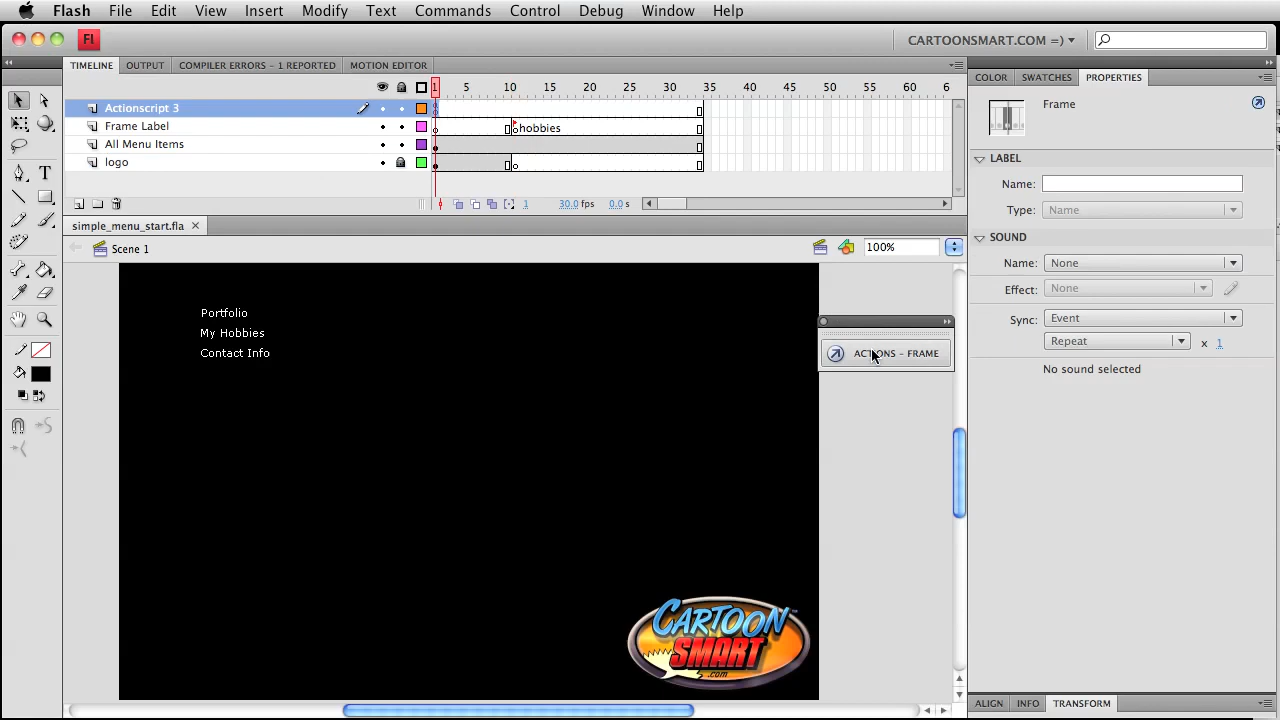 Flash File Edit View Insert Modify Text Commands Control Debug Window Help
Fl CARTOONSMART.COM =)
TIMELINE OUTPUT COMPILER ERRORS - 1 REPORTED MOTION EDITOR
COLOR SWATCHES PROPERTIES
1 5 10 15 20 25 30 35 40 45 50 55 60 6
Actionscript 3
Frame Label
hobbies
All Menu Items
logo
1 30.0 fps 0.0 s
simple_menu_start.fla
Scene 1
100%
Frame
LABEL
Name:
Type: Name
SOUND
Name: None
Effect: None
Sync: Event
Repeat x 1
No sound selected
Portfolio
My Hobbies
Contact Info
ACTIONS - FRAME
CARTOON
SMART
.com
T
ALIGN INFO TRANSFORM